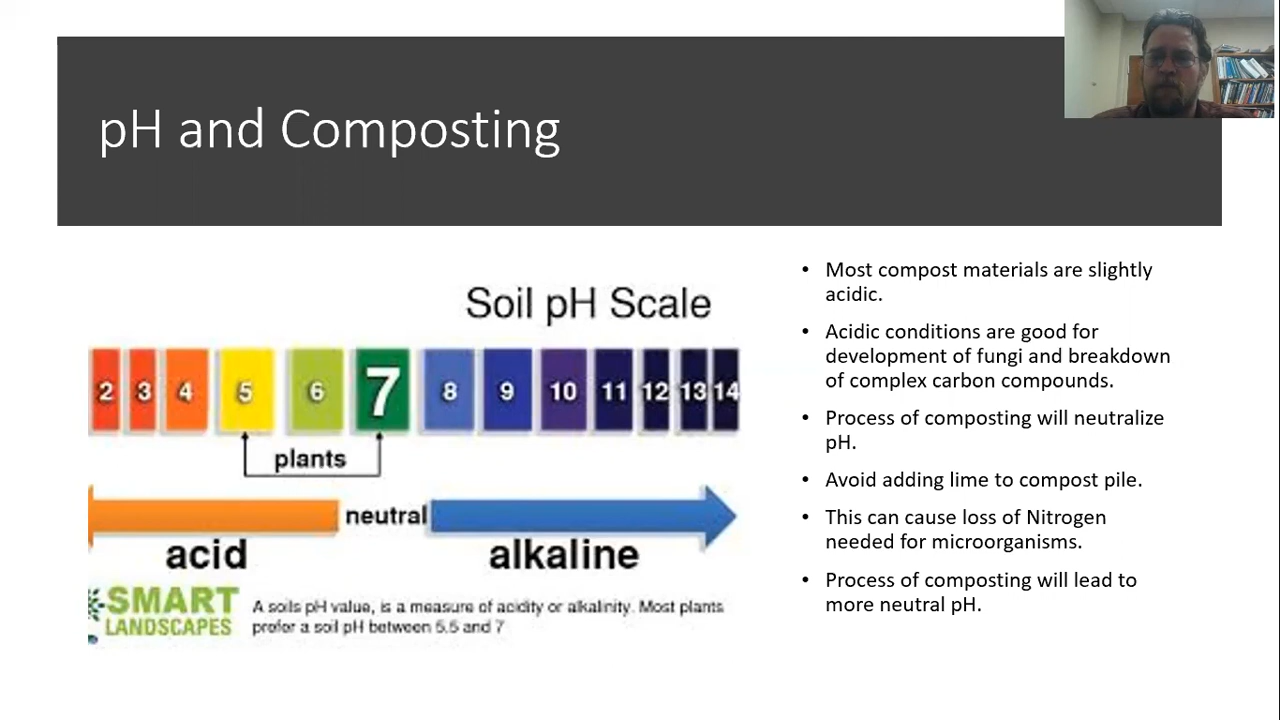 pH and Composting
Soil pH Scale
2 3 4 5 6 7 8 9 10 11 12 13 14
plants
neutral
acid alkaline
SMART
LANDSCAPES
A soils pH value, is a measure of acidity or alkalinity. Most plants
prefer a soil pH between 5.5 and 7
• Most compost materials are slightly
acidic.
• Acidic conditions are good for
development of fungi and breakdown
of complex carbon compounds.
• Process of composting will neutralize
pH.
• Avoid adding lime to compost pile.
• This can cause loss of Nitrogen
needed for microorganisms.
• Process of composting will lead to
more neutral pH.